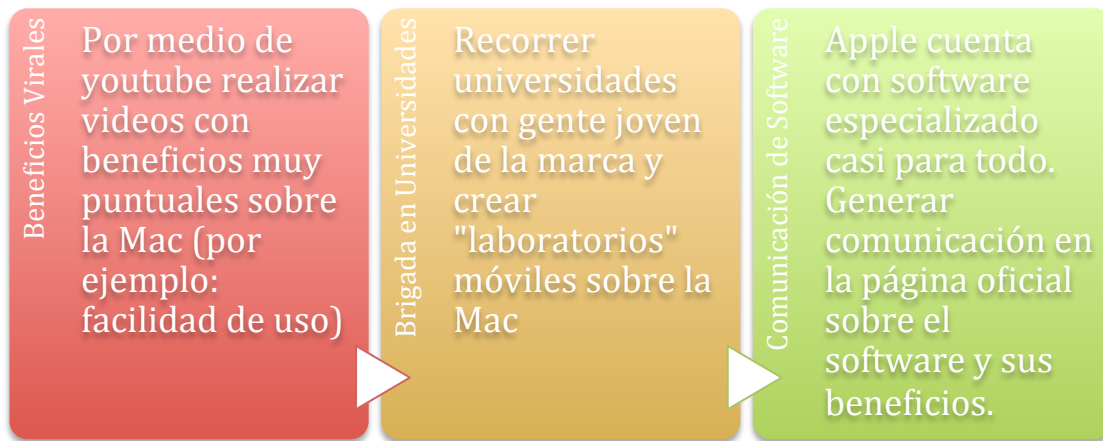 Beneficios Virales
Por medio de
youtube realizar
videos con
beneficios muy
puntuales sobre
la Mac (por
ejemplo:
facilidad de uso)
Brigada en Universidades
Recorrer
universidades
con gente joven
de la marca y
crear
"laboratorios"
móviles sobre la
Mac
Comunicación de Software
Apple cuenta
con software
especializado
casi para todo.
Generar
comunicación en
la página oficial
sobre el
software y sus
beneficios.